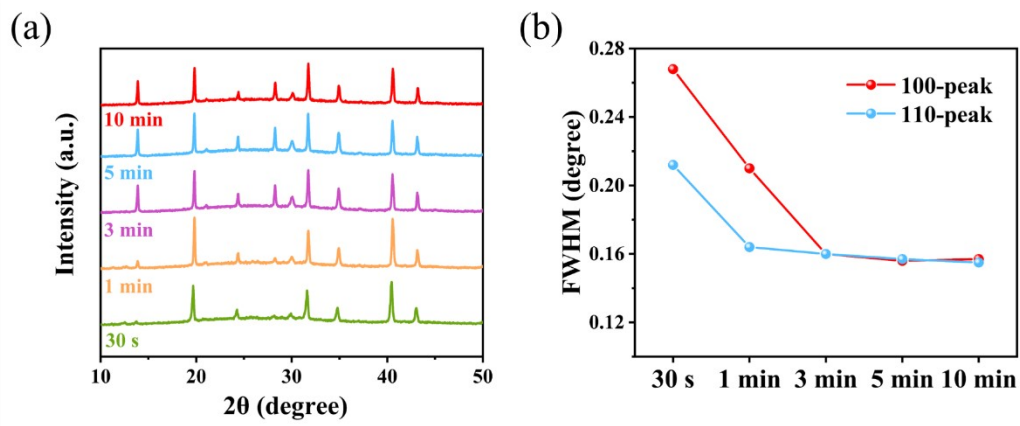 (a)
Intensity (a.u.)
10 min
5 min
3 min
1 min
30 s
10 20 30 40 50
2θ (degree)
(b)
FWHM (degree)
0.28
0.24
0.20
0.16
0.12
100-peak
110-peak
30 s 1 min 3 min 5 min 10 min